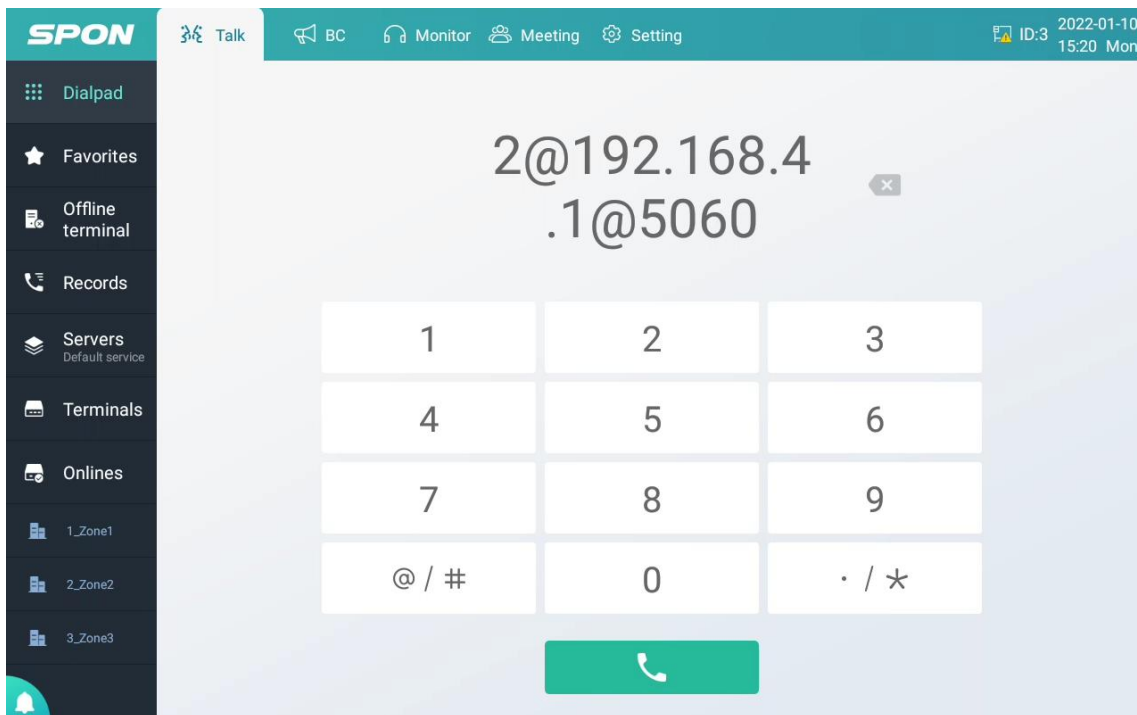 SPON
Talk
BC
Monitor
Meeting
Setting
ID:3
2022-01-10
15:20 Mon
Dialpad
Favorites
Offline
terminal
Records
Servers
Default service
Terminals
Onlines
1_Zone1
2_Zone2
3_Zone3
2@192.168.4
.1@5060
1
2
3
4
5
6
7
8
9
@ / #
0
· / *